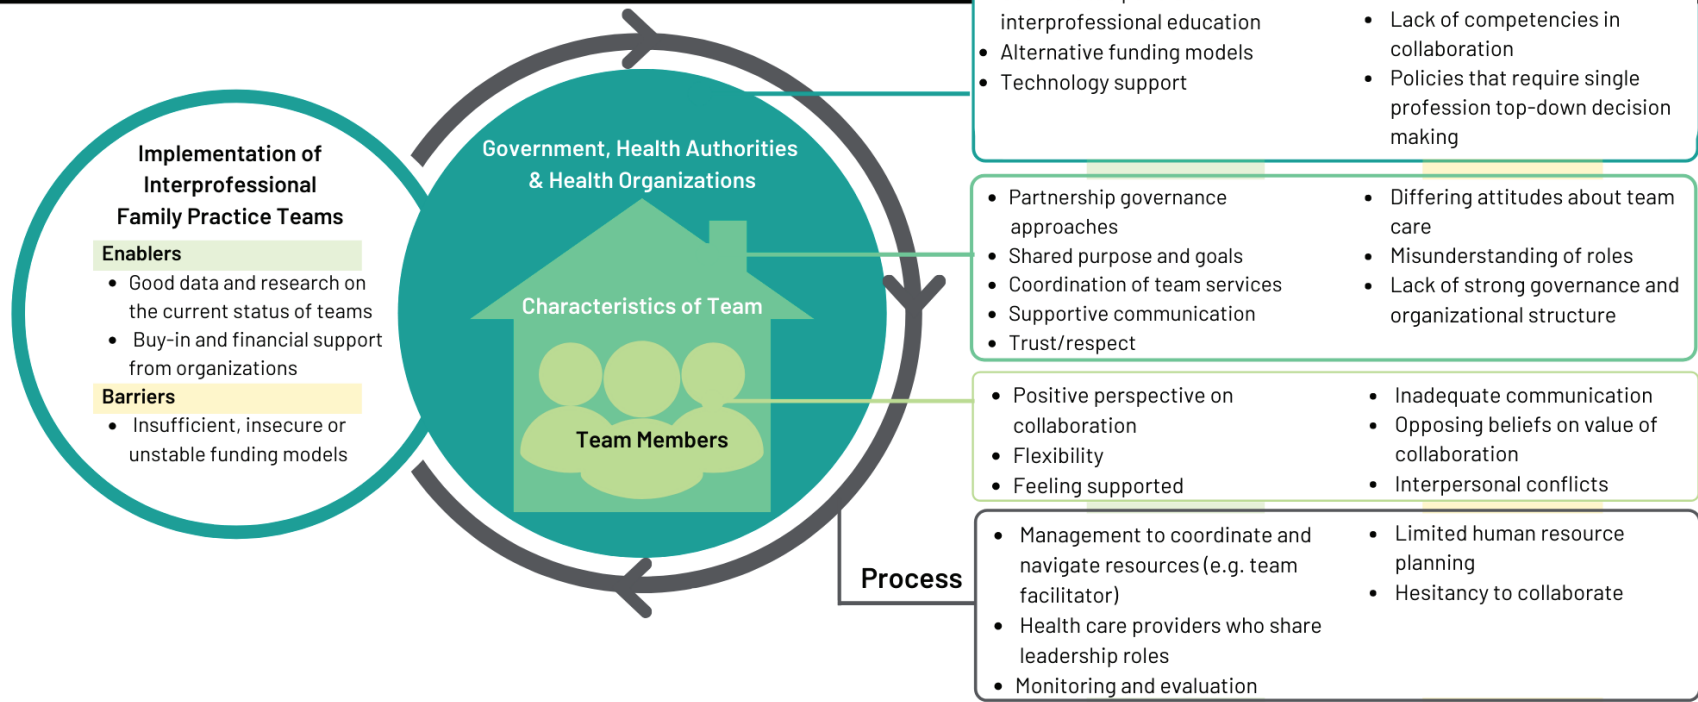 Implementation of
Interprofessional
Family Practice Teams
Enablers
• Good data and research on
the current status of teams
• Buy-in and financial support
from organizations
Barriers
• Insufficient, insecure or
unstable funding models
Government, Health Authorities
& Health Organizations
Characteristics of Team
Team Members
Process
interprofessional education
• Alternative funding models
• Technology support
• Lack of competencies in
collaboration
• Policies that require single
profession top-down decision
making
• Partnership governance
approaches
• Shared purpose and goals
• Coordination of team services
• Supportive communication
• Trust/respect
• Differing attitudes about team
care
• Misunderstanding of roles
• Lack of strong governance and
organizational structure
• Positive perspective on
collaboration
• Flexibility
• Feeling supported
• Inadequate communication
• Opposing beliefs on value of
collaboration
• Interpersonal conflicts
• Management to coordinate and
navigate resources (e.g. team
facilitator)
• Health care providers who share
leadership roles
• Monitoring and evaluation
• Limited human resource
planning
• Hesitancy to collaborate